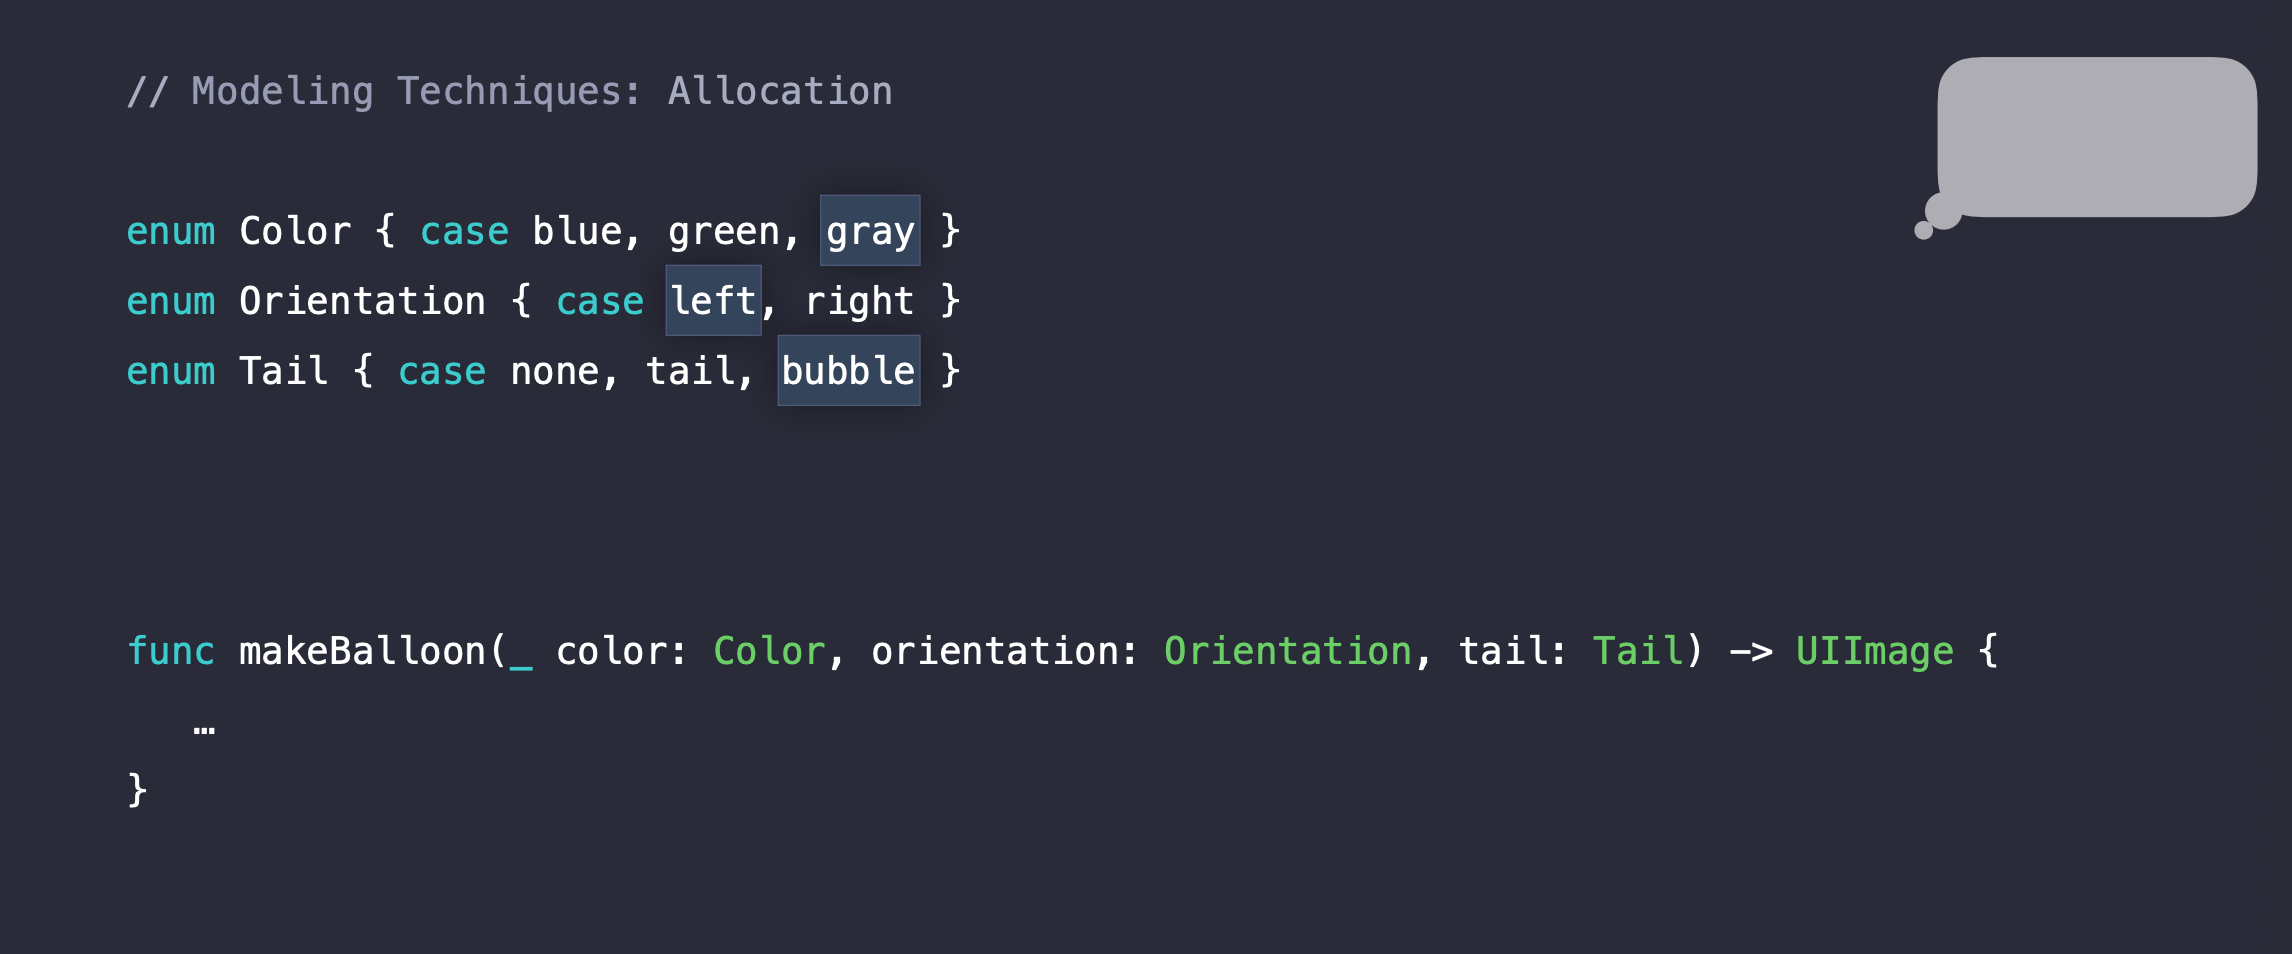 // Modeling Techniques: Allocation
enum Color { case blue, green, gray }
enum Orientation { case left, right }
enum Tail { case none, tail, bubble }
func makeBalloon(_ color: Color, orientation: Orientation, tail: Tail) -> UIImage {
…
}